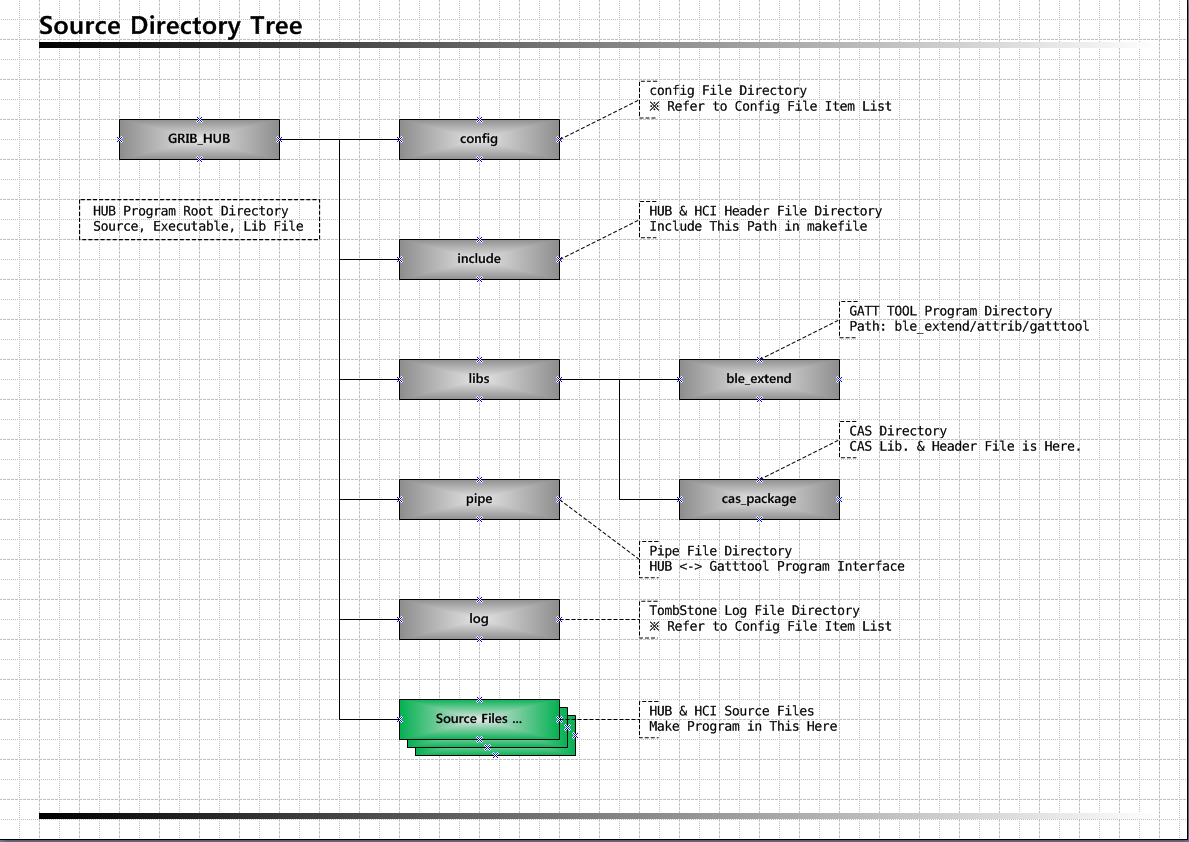 Source Directory Tree
config File Directory
※ Refer to Config File Item List
GRIB_HUB
config
HUB Program Root Directory
Source, Executable, Lib File
HUB & HCI Header File Directory
Include This Path in makefile
include
GATT TOOL Program Directory
Path: ble_extend/attrib/gatttool
libs
ble_extend
CAS Directory
CAS Lib. & Header File is Here.
pipe
cas_package
Pipe File Directory
HUB <-> Gatttool Program Interface
log
TombStone Log File Directory
※ Refer to Config File Item List
Source Files ...
HUB & HCI Source Files
Make Program in This Here